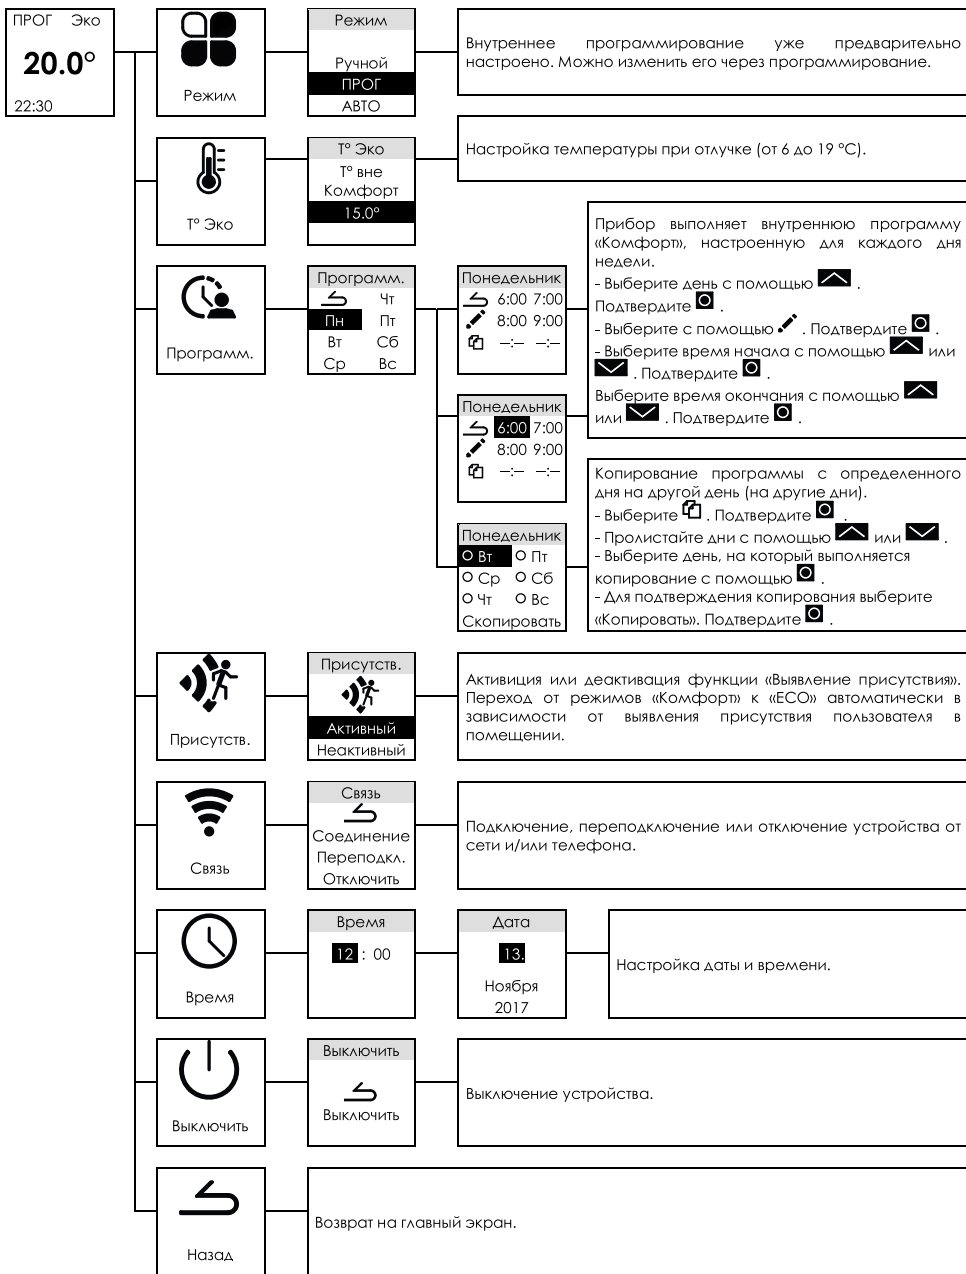 ПРОГ Эко
20.0°
22:30
Режим
Режим
Ручной
ПРОГ
АВТО
Внутреннее программирование уже предварительно
настроено. Можно изменить его через программирование.
T° Эко
T° Эко
T° вне
Комфорт
15.0°
Настройка температуры при отлучке (от 6 до 19 °C).
Программ.
Программ.
Чт
Пн Пт
Вт Сб
Ср Вс
Понедельник
6:00 7:00
8:00 9:00
–:– –:–
Понедельник
6:00 7:00
8:00 9:00
–:– –:–
Прибор выполняет внутреннюю программу
«Комфорт», настроенную для каждого дня
недели.
- Выберите день с помощью .
Подтвердите .
- Выберите с помощью . Подтвердите .
- Выберите время начала с помощью или
. Подтвердите .
Выберите время окончания с помощью
или . Подтвердите .
Понедельник
Вт Пт
Ср Сб
Чт Вс
Скопировать
Копирование программы с определенного
дня на другой день (на другие дни).
- Выберите . Подтвердите .
- Пролистайте дни с помощью или .
- Выберите день, на который выполняется
копирование с помощью .
- Для подтверждения копирования выберите
«Копировать». Подтвердите .
Присутств.
Присутств.
Активный
Неактивный
Активиция или деактивация функции «Выявление присутствия».
Переход от режимов «Комфорт» к «ECO» автоматически в
зависимости от выявления присутствия пользователя в
помещении.
Связь
Связь
Соединение
Переподкл.
Отключить
Подключение, переподключение или отключение устройства от
сети и/или телефона.
Время
Время
12 : 00
Дата
13.
Ноября
2017
Настройка даты и времени.
Выключить
Выключить
Выключить
Выключение устройства.
Назад
Возврат на главный экран.